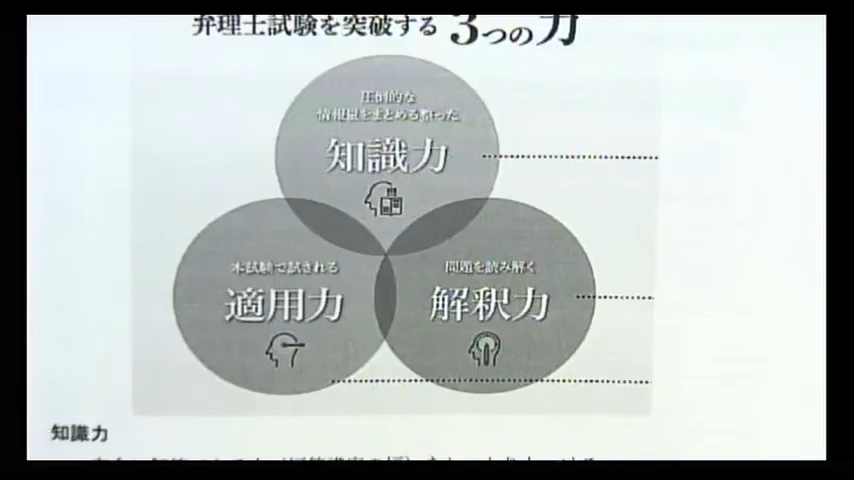 弁理士試験を突破する 3つの力
圧倒的な
情報量をまとめる整った
知識力
本試験で試される
適用力
問題を読み解く
解釈力
知識力